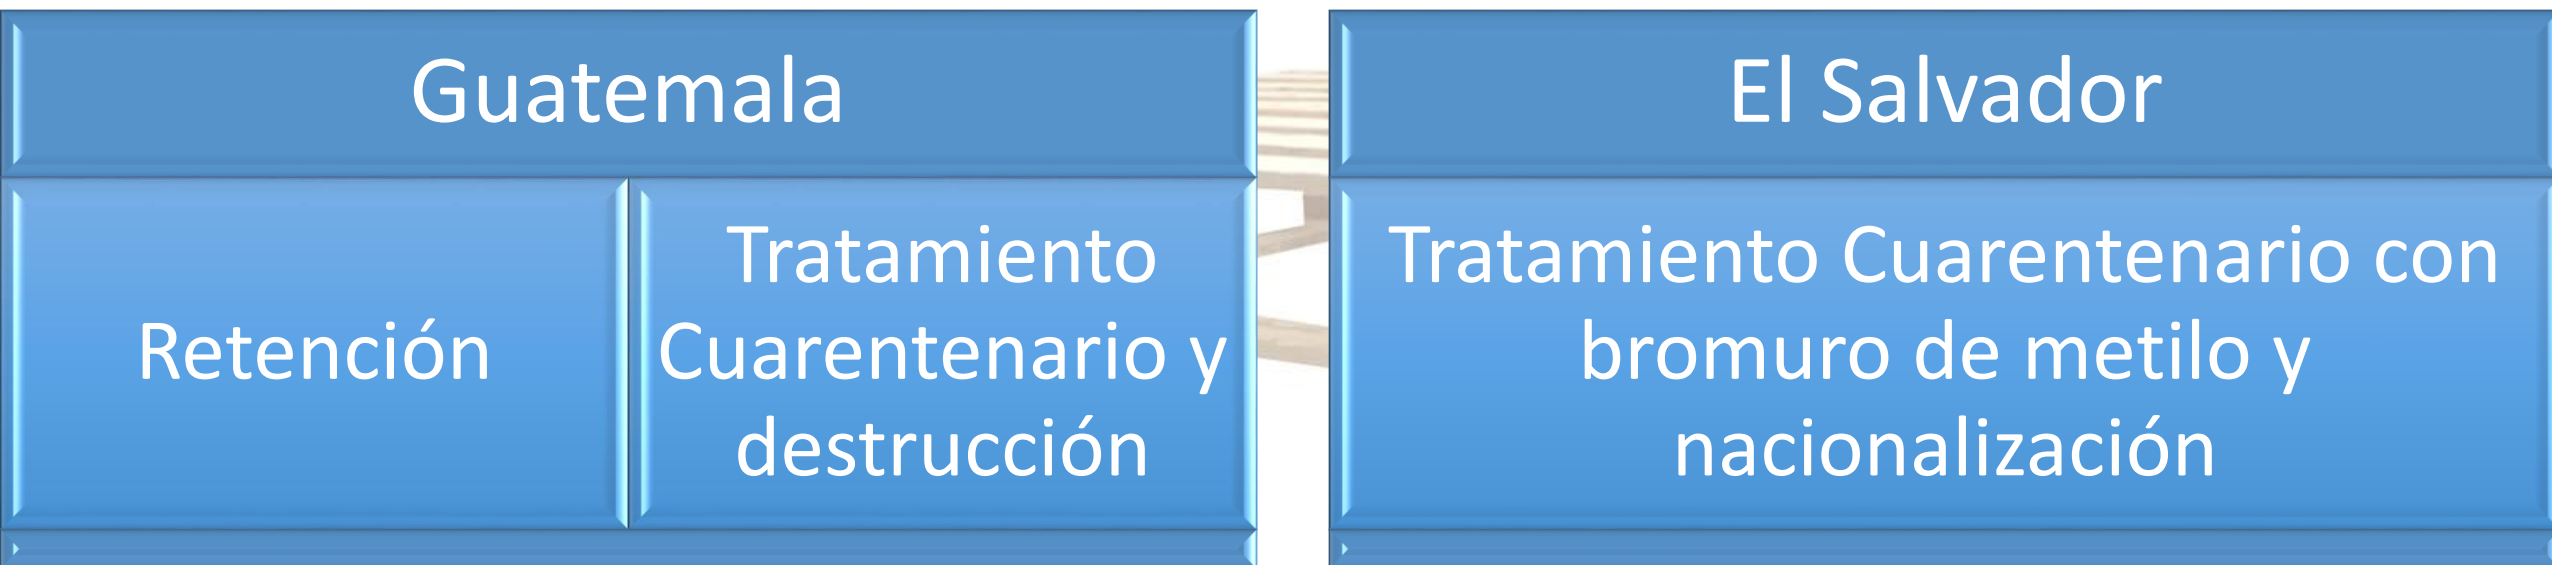 Guatemala
Retención
Tratamiento
Cuarentenario y
destrucción
El Salvador
Tratamiento Cuarentenario con
bromuro de metilo y
nacionalización